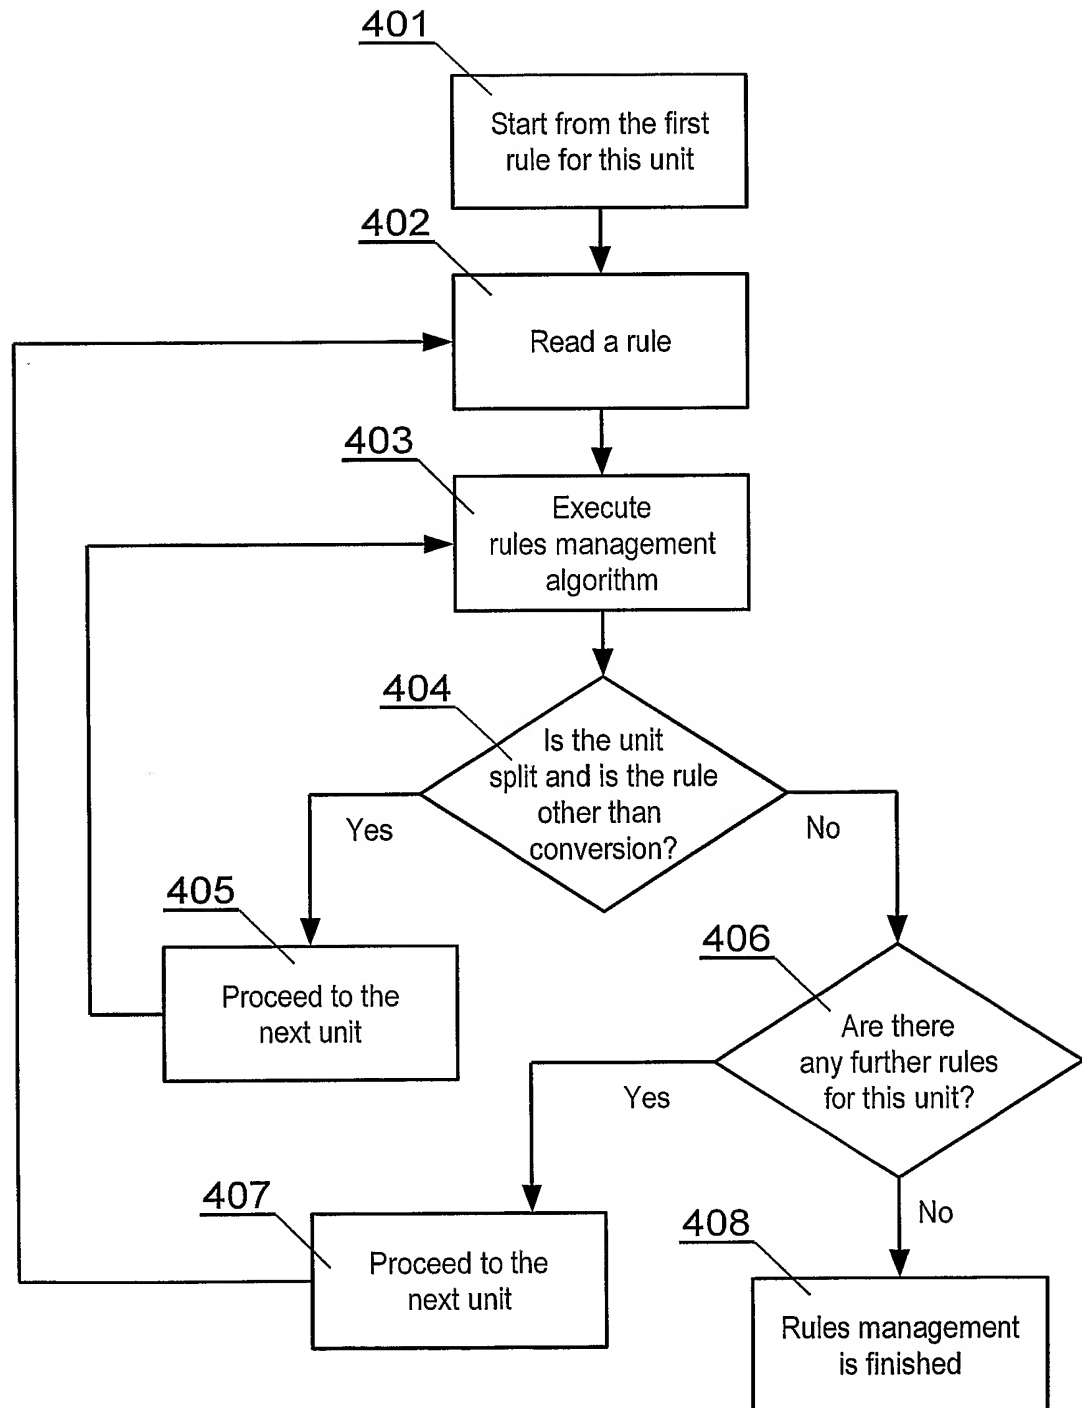 401
Start from the first
rule for this unit
402
Read a rule
403
Execute
rules management
algorithm
404
Is the unit
split and is the rule
other than
conversion?
Yes
No
405
Proceed to the
next unit
406
Are there
any further rules
for this unit?
Yes
No
407
Proceed to the
next unit
408
Rules management
is finished